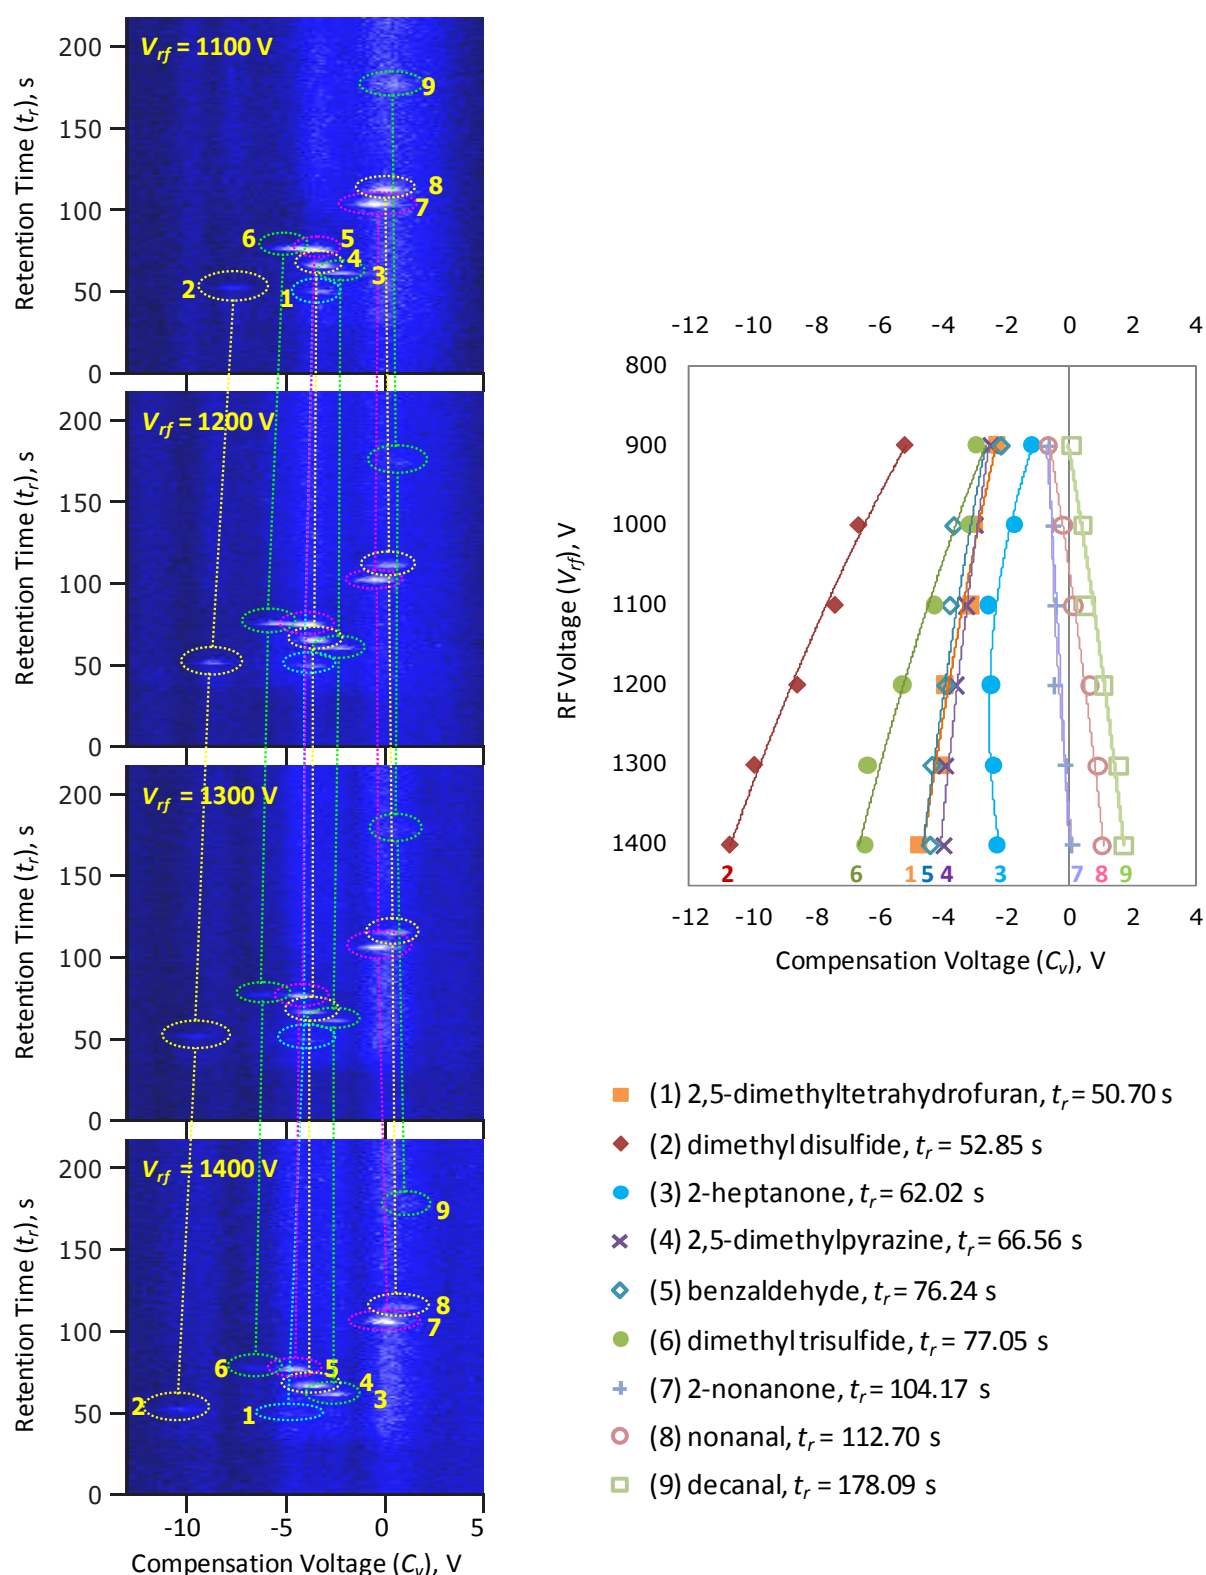 V_rf = 1100 V
Retention Time (t_r), s
200
150
100
50
0
9
8
7
6
5
4
3
2
1
V_rf = 1200 V
Retention Time (t_r), s
200
150
100
50
0
V_rf = 1300 V
Retention Time (t_r), s
200
150
100
50
0
V_rf = 1400 V
Retention Time (t_r), s
200
150
100
50
0
9
8
7
6
5
4
3
2
1
-10 -5 0 5
Compensation Voltage (C_v), V
-12 -10 -8 -6 -4 -2 0 2 4
RF Voltage (V_rf), V
800
900
1000
1100
1200
1300
1400
2 6 1 5 4 3 7 8 9
-12 -10 -8 -6 -4 -2 0 2 4
Compensation Voltage (C_v), V
(1) 2,5-dimethyltetrahydrofuran, t_r = 50.70 s
(2) dimethyl disulfide, t_r = 52.85 s
(3) 2-heptanone, t_r = 62.02 s
(4) 2,5-dimethylpyrazine, t_r = 66.56 s
(5) benzaldehyde, t_r = 76.24 s
(6) dimethyl trisulfide, t_r = 77.05 s
(7) 2-nonanone, t_r = 104.17 s
(8) nonanal, t_r = 112.70 s
(9) decanal, t_r = 178.09 s